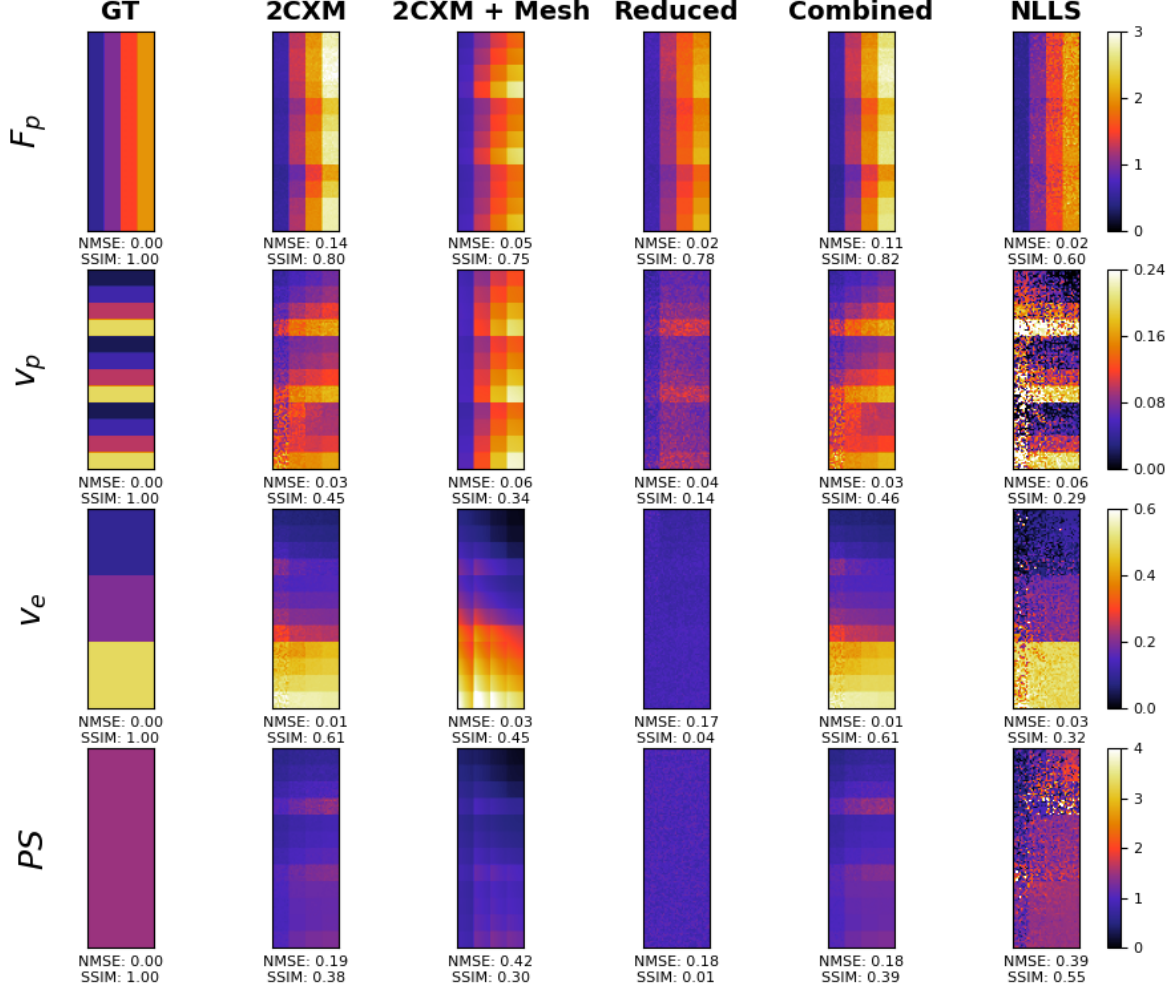 GT 2CXM 2CXM + Mesh Reduced Combined NLLS
F_p
3
2
1
0
NMSE: 0.00 NMSE: 0.14 NMSE: 0.05 NMSE: 0.02 NMSE: 0.11 NMSE: 0.02
SSIM: 1.00 SSIM: 0.80 SSIM: 0.75 SSIM: 0.78 SSIM: 0.82 SSIM: 0.60
v_p
0.24
0.16
0.08
0.00
NMSE: 0.00 NMSE: 0.03 NMSE: 0.06 NMSE: 0.04 NMSE: 0.03 NMSE: 0.06
SSIM: 1.00 SSIM: 0.45 SSIM: 0.34 SSIM: 0.14 SSIM: 0.46 SSIM: 0.29
v_e
0.6
0.4
0.2
0.0
NMSE: 0.00 NMSE: 0.01 NMSE: 0.03 NMSE: 0.17 NMSE: 0.01 NMSE: 0.03
SSIM: 1.00 SSIM: 0.61 SSIM: 0.45 SSIM: 0.04 SSIM: 0.61 SSIM: 0.32
PS
4
3
2
1
0
NMSE: 0.00 NMSE: 0.19 NMSE: 0.42 NMSE: 0.18 NMSE: 0.18 NMSE: 0.39
SSIM: 1.00 SSIM: 0.38 SSIM: 0.30 SSIM: 0.01 SSIM: 0.39 SSIM: 0.55